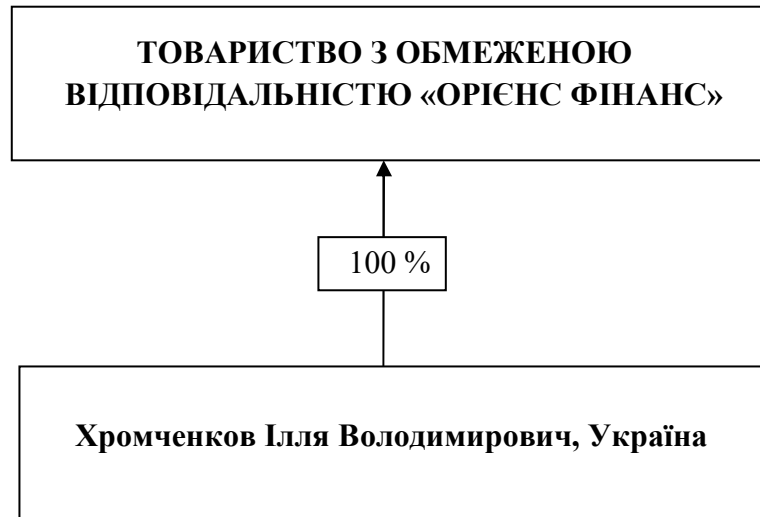 ТОВАРИСТВО З ОБМЕЖЕНОЮ
ВІДПОВІДАЛЬНІСТЮ «ОРІЄНС ФІНАНС»
100 %
Хромченков Ілля Володимирович, Україна